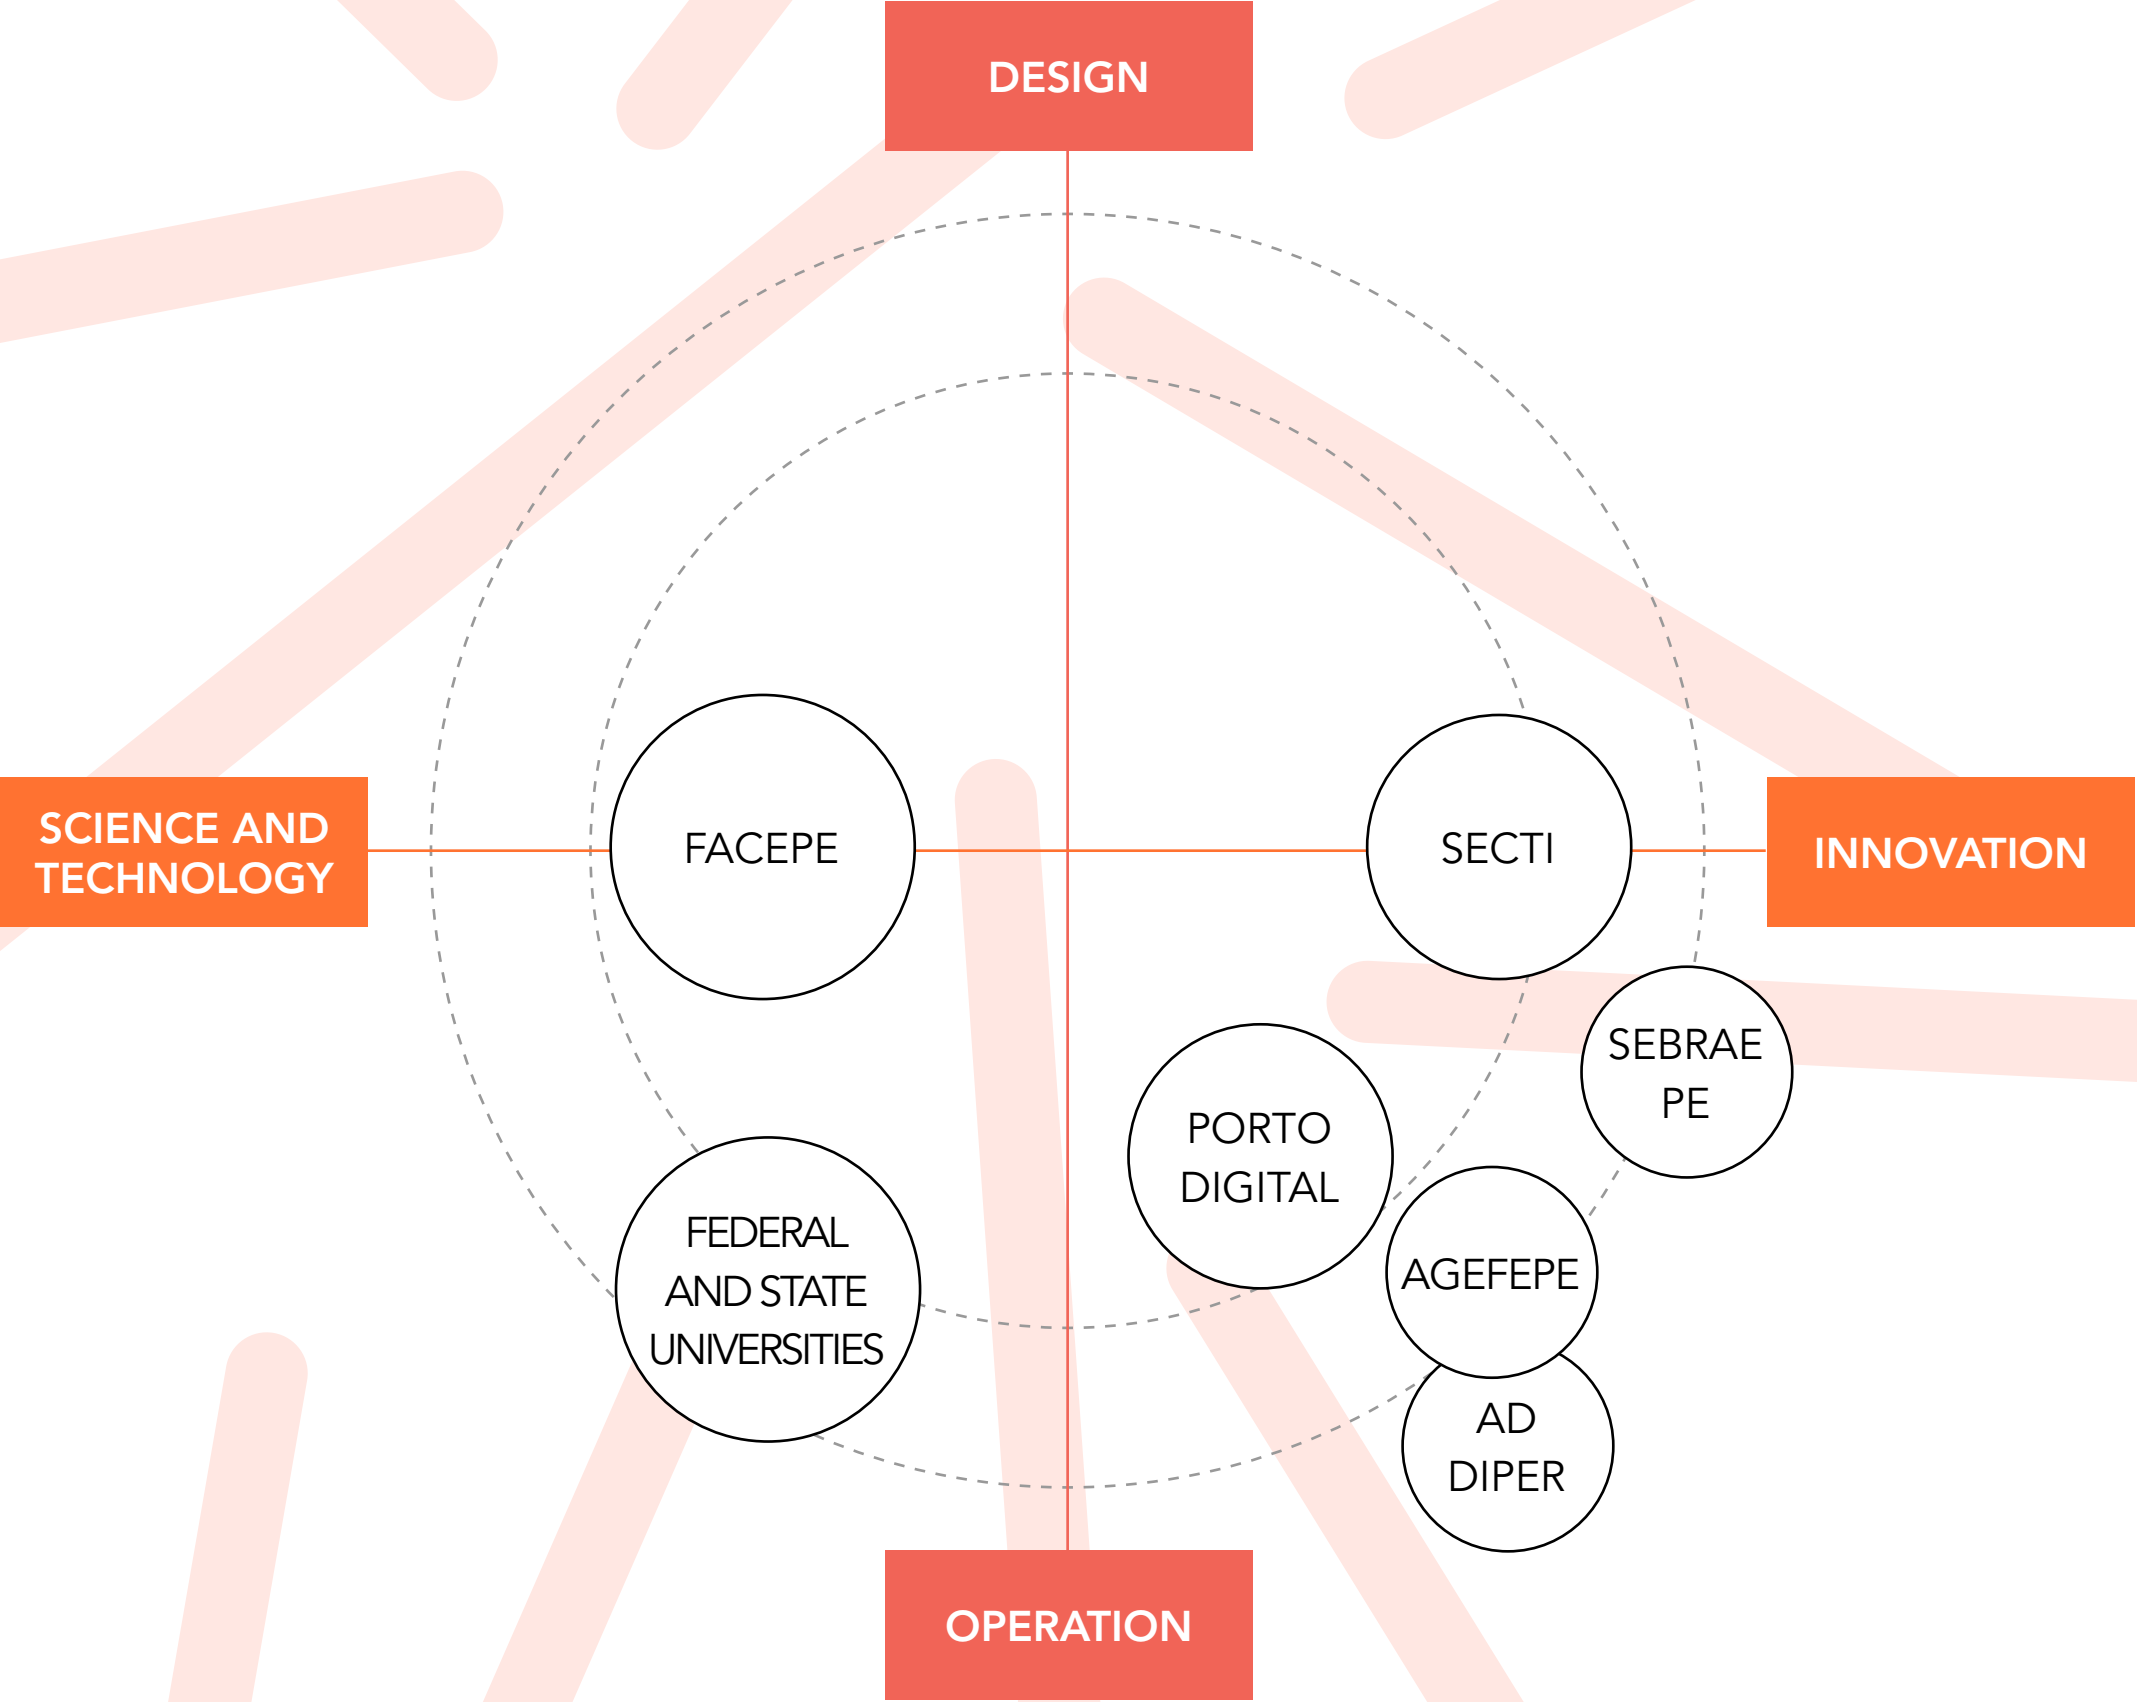 DESIGN
SCIENCE AND
TECHNOLOGY
FACEPE
SECTI
INNOVATION
SEBRAE
PE
PORTO
DIGITAL
FEDERAL
AND STATE
UNIVERSITIES
AGEFEPE
AD
DIPER
OPERATION